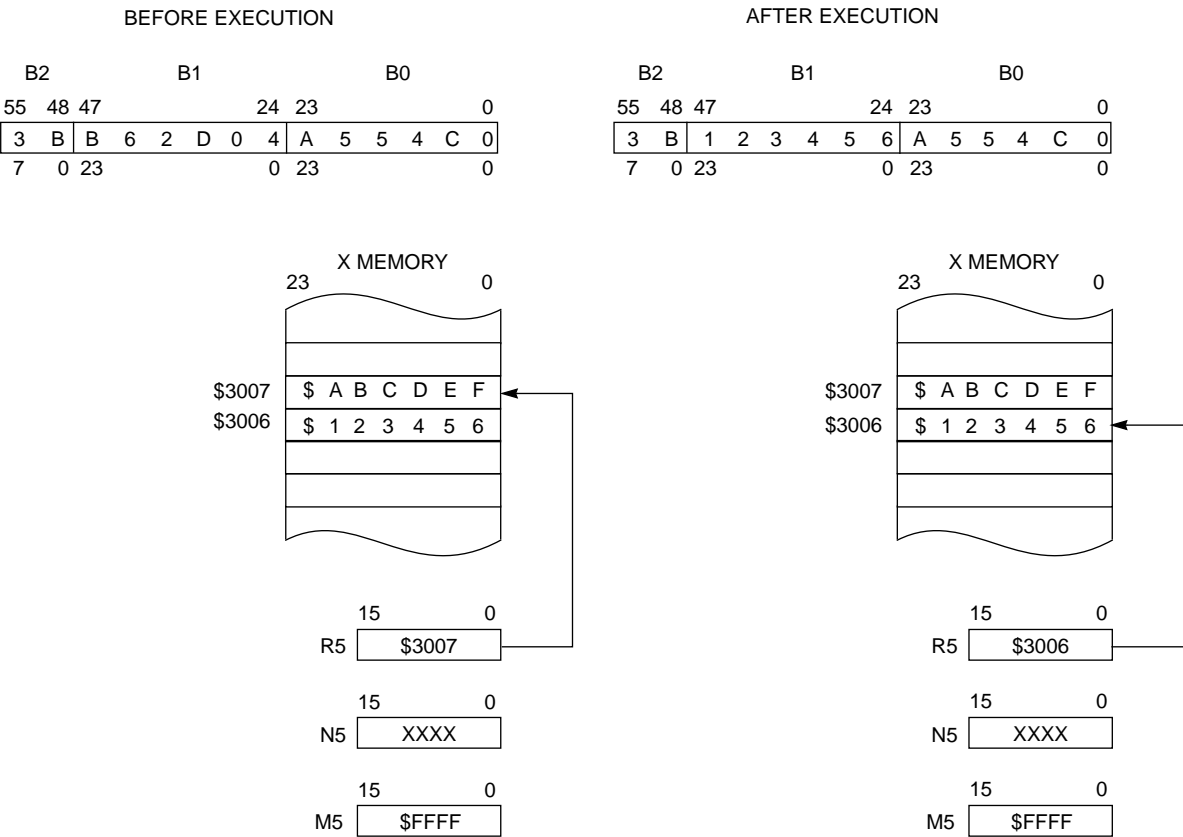 BEFORE EXECUTION AFTER EXECUTION
B2 B1 B0 B2 B1 B0
55 48 47 24 23 0 55 48 47 24 23 0
3 B B 6 2 D 0 4 A 5 5 4 C 0 3 B 1 2 3 4 5 6 A 5 5 4 C 0
7 0 23 0 23 0 7 0 23 0 23 0
X MEMORY X MEMORY
23 0 23 0
$3007 $ A B C D E F $3007 $ A B C D E F
$3006 $ 1 2 3 4 5 6 $3006 $ 1 2 3 4 5 6
15 0 15 0
R5 $3007 R5 $3006
15 0 15 0
N5 XXXX N5 XXXX
15 0 15 0
M5 $FFFF M5 $FFFF